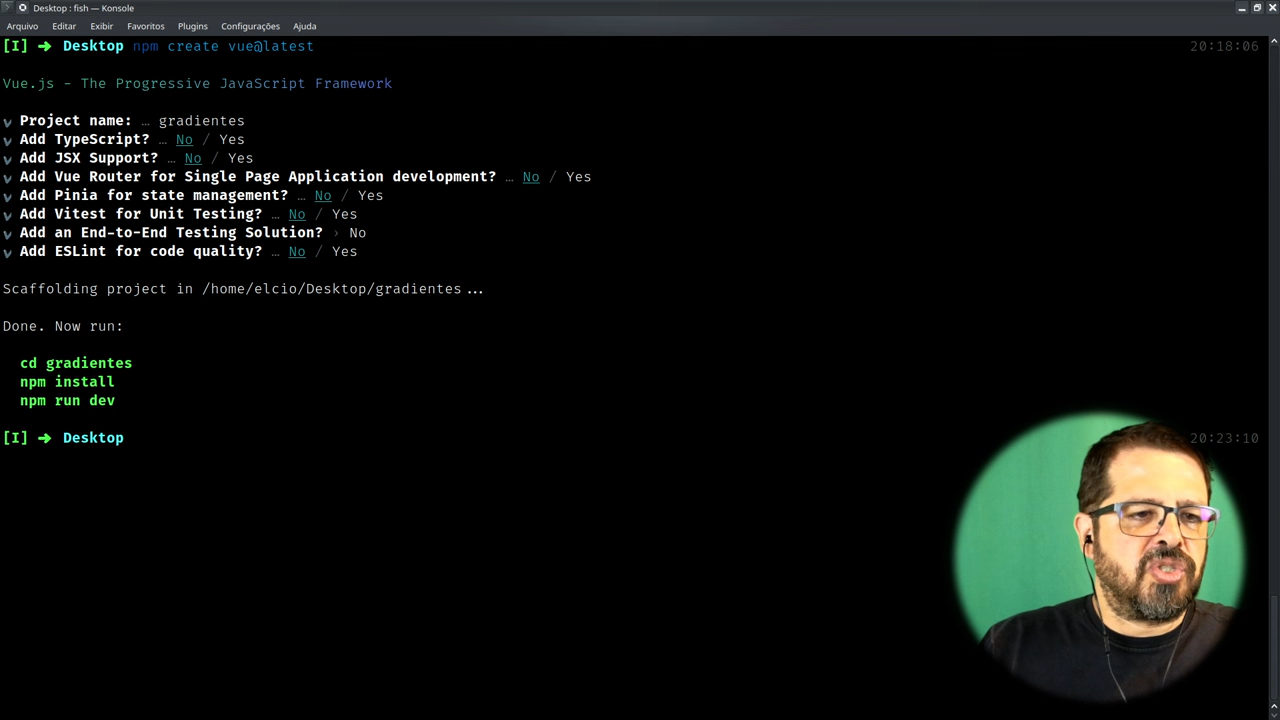 Desktop : fish — Konsole
Arquivo Editar Exibir Favoritos Plugins Configurações Ajuda
[I] ➜ Desktop npm create vue@latest 20:18:06
Vue.js - The Progressive JavaScript Framework
✔ Project name: … gradientes
✔ Add TypeScript? … No / Yes
✔ Add JSX Support? … No / Yes
✔ Add Vue Router for Single Page Application development? … No / Yes
✔ Add Pinia for state management? … No / Yes
✔ Add Vitest for Unit Testing? … No / Yes
✔ Add an End-to-End Testing Solution? › No
✔ Add ESLint for code quality? … No / Yes
Scaffolding project in /home/elcio/Desktop/gradientes...
Done. Now run:
cd gradientes
npm install
npm run dev
[I] ➜ Desktop 20:23:10